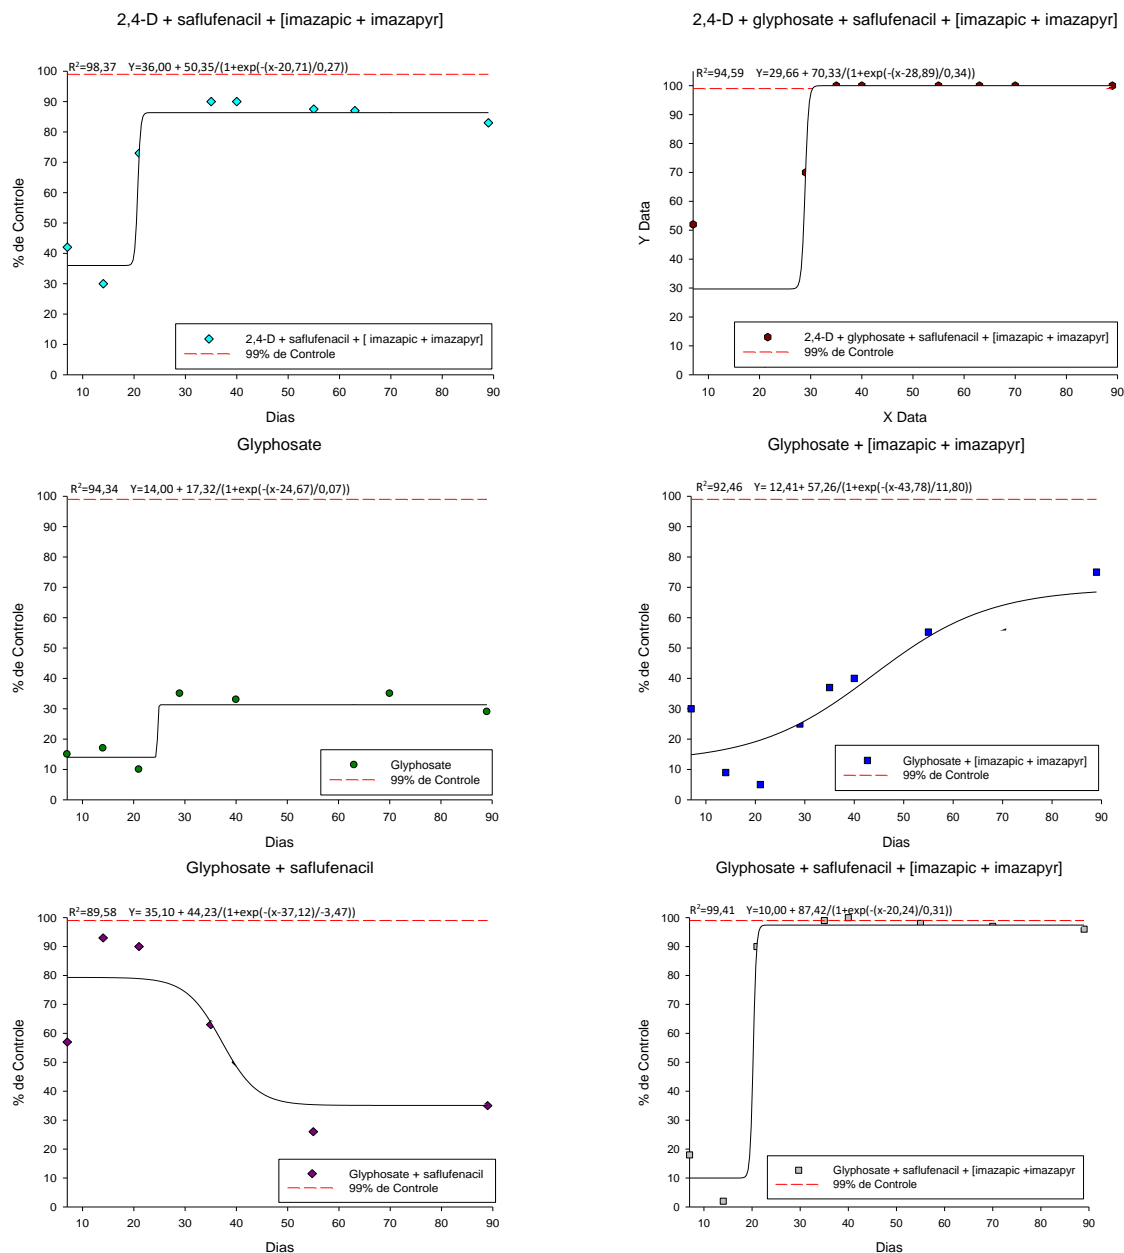 2,4-D + saflufenacil + [imazapic + imazapyr]
R²=98,37 Y=36,00 + 50,35/(1+exp(-(x-20,71)/0,27))
100
90
80
70
60
50
40
30
20
10
0
% de Controle
2,4-D + saflufenacil + [ imazapic + imazapyr]
99% de Controle
10 20 30 40 50 60 70 80 90
Dias
2,4-D + glyphosate + saflufenacil + [imazapic + imazapyr]
R²=94,59 Y=29,66 + 70,33/(1+exp(-(x-28,89)/0,34))
100
90
80
70
60
50
40
30
20
10
0
Y Data
2,4-D + glyphosate + saflufenacil + [imazapic + imazapyr]
99% de Controle
10 20 30 40 50 60 70 80 90
X Data
Glyphosate
R²=94,34 Y=14,00 + 17,32/(1+exp(-(x-24,67)/0,07))
100
90
80
70
60
50
40
30
20
10
0
% de Controle
Glyphosate
99% de Controle
10 20 30 40 50 60 70 80 90
Dias
Glyphosate + [imazapic + imazapyr]
R²=92,46 Y= 12,41+ 57,26/(1+exp(-(x-43,78)/11,80))
100
90
80
70
60
50
40
30
20
10
0
% de Controle
Glyphosate + [imazapic + imazapyr]
99% de Controle
10 20 30 40 50 60 70 80 90
Dias
Glyphosate + saflufenacil
R²=89,58 Y= 35,10 + 44,23/(1+exp(-(x-37,12)/-3,47))
100
90
80
70
60
50
40
30
20
10
0
% de Controle
Glyphosate + saflufenacil
99% de Controle
10 20 30 40 50 60 70 80 90
Dias
Glyphosate + saflufenacil + [imazapic + imazapyr]
R²=99,41 Y=10,00 + 87,42/(1+exp(-(x-20,24)/0,31))
100
90
80
70
60
50
40
30
20
10
0
% de Controle
Glyphosate + saflufenacil + [imazapic +imazapyr
99% de Controle
10 20 30 40 50 60 70 80 90
Dias